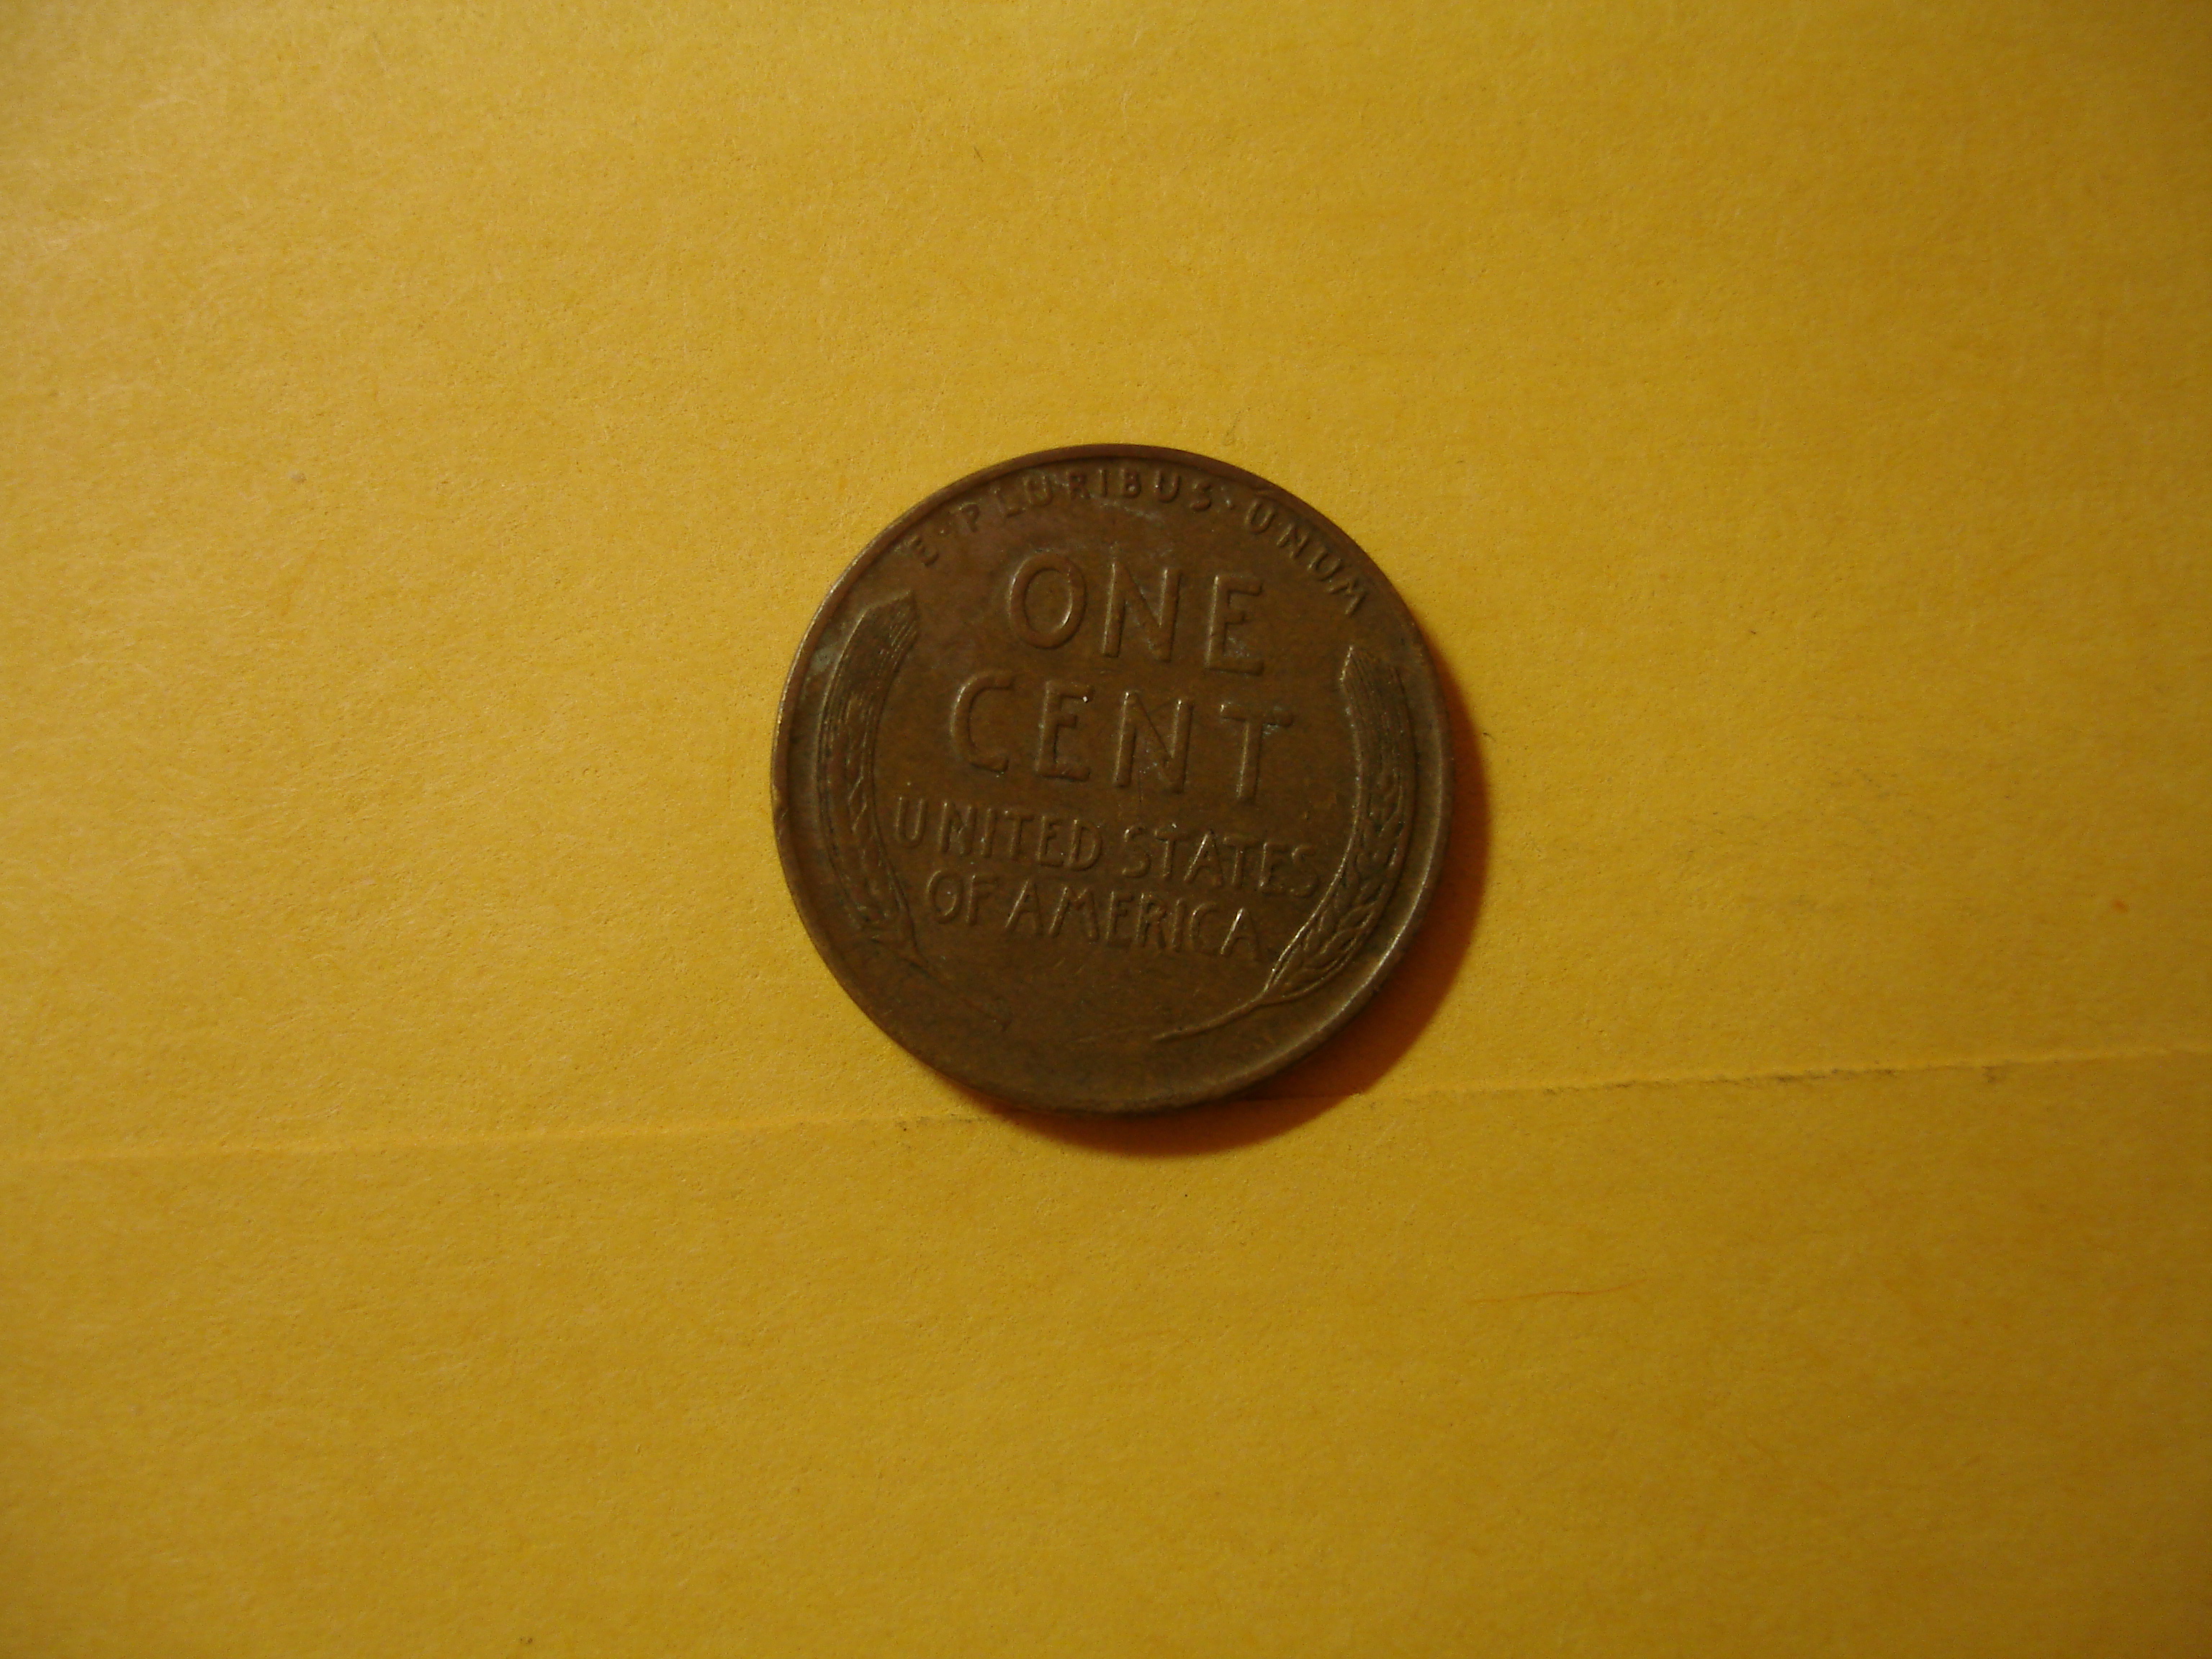 E·PLURIBUS·UNUM
ONE
CENT
UNITED STATES
OF AMERICA